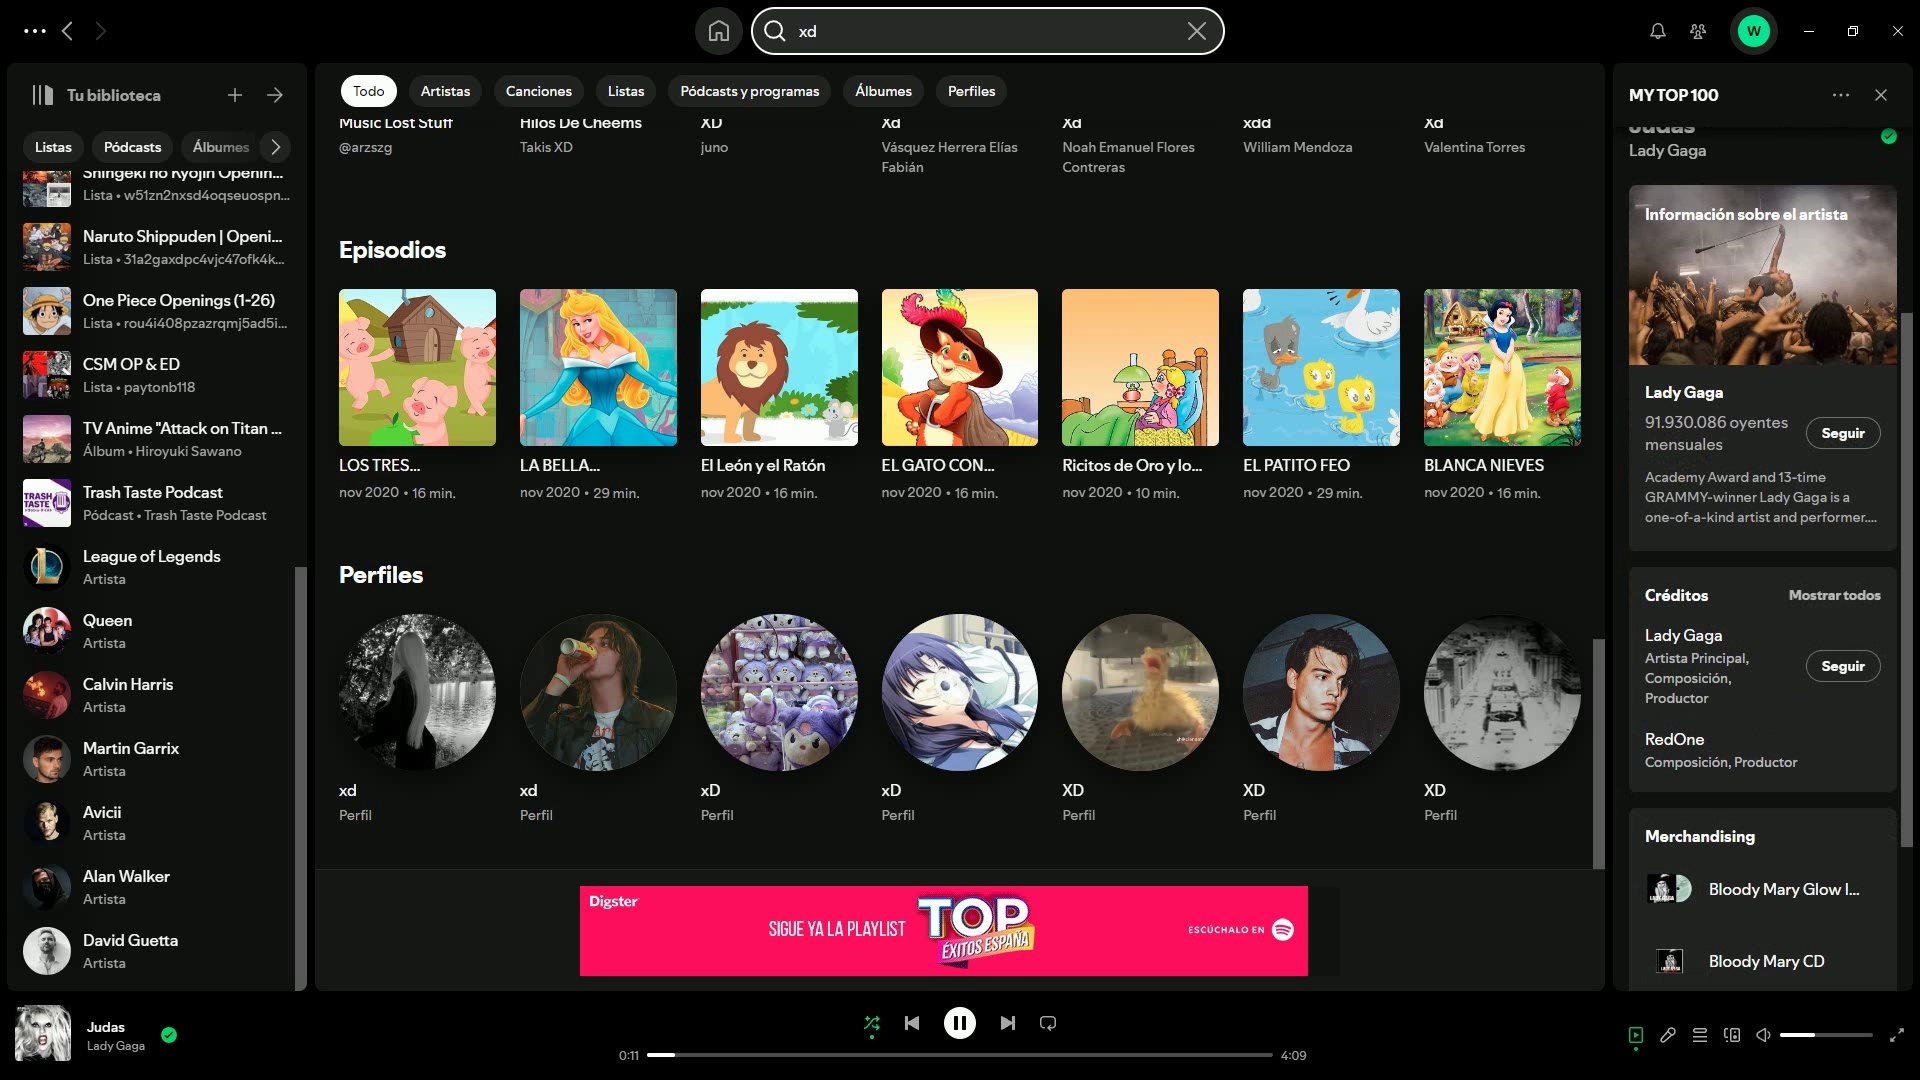 xd
W
Tu biblioteca
Listas
Pódcasts
Álbumes
Shingeki no Kyojin Openin...
Lista • w51zn2nxsd4oqseuospn...
Naruto Shippuden | Openi...
Lista • 31a2gaxdpc4vjc47ofk4k...
One Piece Openings (1-26)
Lista • rou4i408pzazrqmj5ad5i...
CSM OP & ED
Lista • paytonb118
TV Anime "Attack on Titan ...
Álbum • Hiroyuki Sawano
TRASH TASTE
Trash Taste Podcast
Pódcast • Trash Taste Podcast
League of Legends
Artista
Queen
Artista
Calvin Harris
Artista
Martin Garrix
Artista
Avicii
Artista
Alan Walker
Artista
David Guetta
Artista
Todo
Artistas
Canciones
Listas
Pódcasts y programas
Álbumes
Perfiles
Music Lost Stuff
@arzszg
Hilos De Cheems
Takis XD
XD
juno
Xd
Vásquez Herrera Elías
Fabián
Xd
Noah Emanuel Flores
Contreras
xdd
William Mendoza
Xd
Valentina Torres
Episodios
LOS TRES...
nov 2020 • 16 min.
LA BELLA...
nov 2020 • 29 min.
El León y el Ratón
nov 2020 • 16 min.
EL GATO CON...
nov 2020 • 16 min.
Ricitos de Oro y lo...
nov 2020 • 10 min.
EL PATITO FEO
nov 2020 • 29 min.
BLANCA NIEVES
nov 2020 • 16 min.
Perfiles
xd
Perfil
xd
Perfil
xD
Perfil
xD
Perfil
XD
Perfil
XD
Perfil
XD
Perfil
Digster
SIGUE YA LA PLAYLIST
TOP
ÉXITOS ESPAÑA
ESCÚCHALO EN
MY TOP 100
Judas
Lady Gaga
Información sobre el artista
Lady Gaga
91.930.086 oyentes
mensuales
Seguir
Academy Award and 13-time
GRAMMY-winner Lady Gaga is a
one-of-a-kind artist and performer....
Créditos
Mostrar todos
Lady Gaga
Artista Principal,
Composición,
Productor
Seguir
RedOne
Composición, Productor
Merchandising
Bloody Mary Glow I...
Bloody Mary CD
Judas
Lady Gaga
0:11
4:09